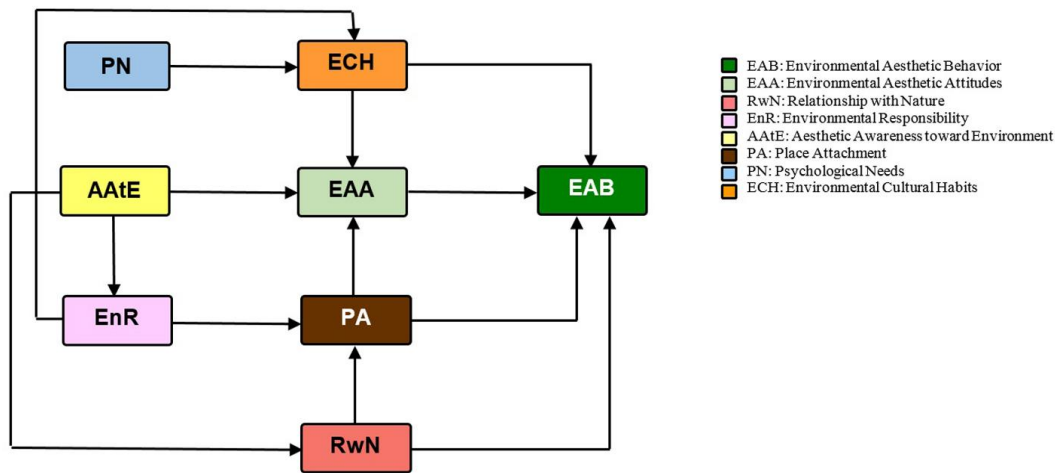 PN
ECH
AAtE
EAA
EAB
EnR
PA
RwN
EAB: Environmental Aesthetic Behavior
EAA: Environmental Aesthetic Attitudes
RwN: Relationship with Nature
EnR: Environmental Responsibility
AAtE: Aesthetic Awareness toward Environment
PA: Place Attachment
PN: Psychological Needs
ECH: Environmental Cultural Habits